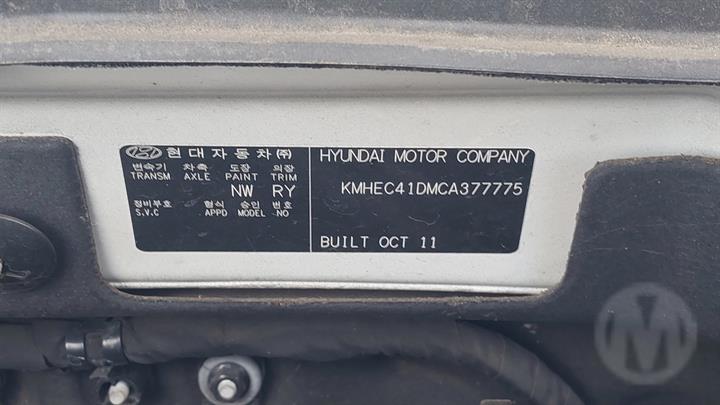 현대자동차(주)
변속기 차축 도장 의장
TRANSM AXLE PAINT TRIM
NW RY
정비부호 형식 승인 번호
S.V.C APPD MODEL NO
HYUNDAI MOTOR COMPANY
KMHEC41DMCA377775
BUILT OCT 11
M